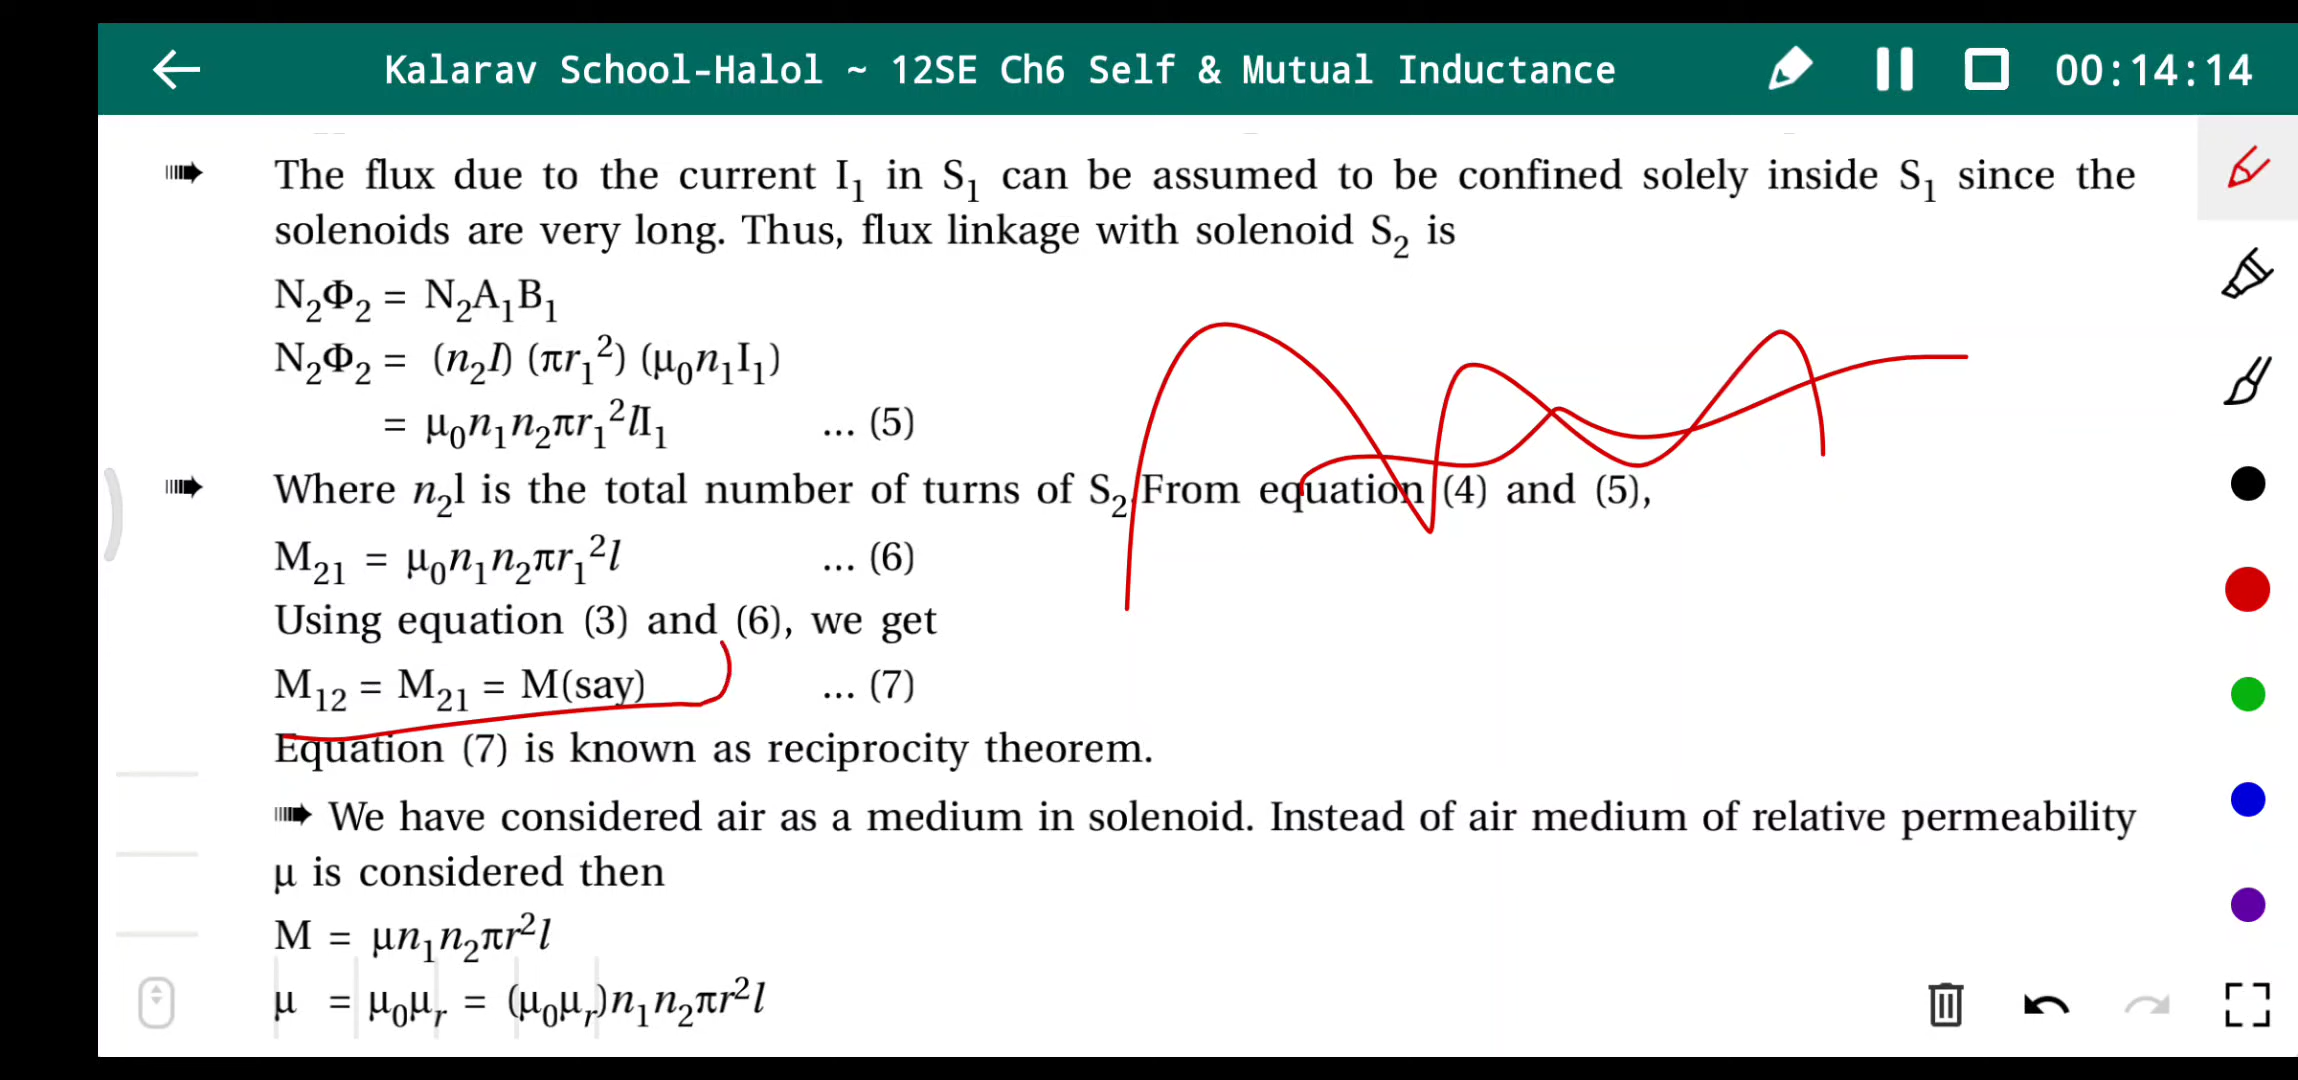 Kalarav School-Halol ~ 12SE Ch6 Self & Mutual Inductance 00:14:14
The flux due to the current I₁ in S₁ can be assumed to be confined solely inside S₁ since the
solenoids are very long. Thus, flux linkage with solenoid S₂ is
N₂Φ₂ = N₂A₁B₁
N₂Φ₂ = (n₂l) (πr₁²) (μ₀n₁I₁)
= μ₀n₁n₂πr₁²lI₁ ... (5)
Where n₂l is the total number of turns of S₂ From equation (4) and (5),
M₂₁ = μ₀n₁n₂πr₁²l ... (6)
Using equation (3) and (6), we get
M₁₂ = M₂₁ = M(say) ... (7)
Equation (7) is known as reciprocity theorem.
We have considered air as a medium in solenoid. Instead of air medium of relative permeability
μ is considered then
M = μn₁n₂πr²l
μ = μ₀μᵣ = (μ₀μᵣ)n₁n₂πr²l